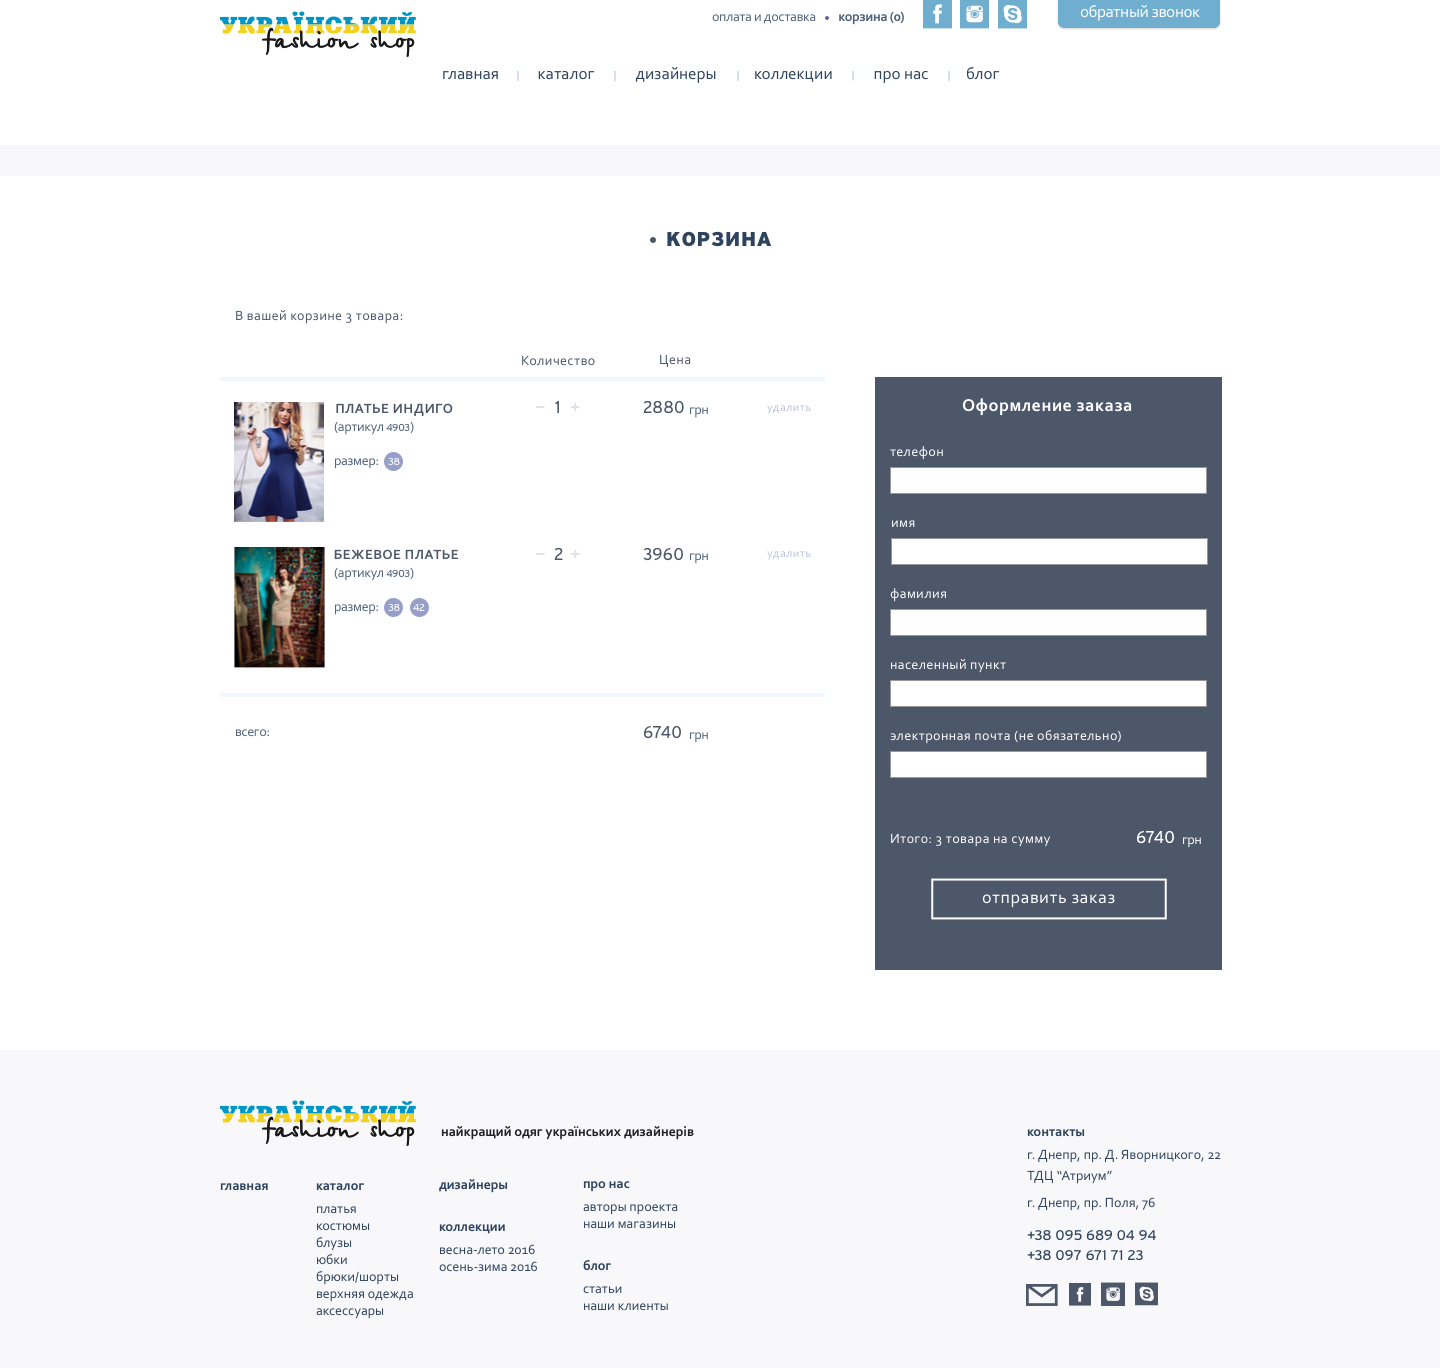 УКРАЇНСЬКИЙ
fashion shop
оплата и доставка • корзина (0)
обратный звонок
главная | каталог | дизайнеры | коллекции | про нас | блог
• КОРЗИНА
В вашей корзине 3 товара:
Количество Цена
ПЛАТЬЕ ИНДИГО − 1 + 2880 грн удалить
(артикул 4903)
размер: 38
БЕЖЕВОЕ ПЛАТЬЕ − 2 + 3960 грн удалить
(артикул 4903)
размер: 38 42
всего: 6740 грн
Оформление заказа
телефон
имя
фамилия
населенный пункт
электронная почта (не обязательно)
Итого: 3 товара на сумму 6740 грн
отправить заказ
УКРАЇНСЬКИЙ
fashion shop
найкращий одяг українських дизайнерів
главная
каталог
платья
костюмы
блузы
юбки
брюки/шорты
верхняя одежда
аксессуары
дизайнеры
коллекции
весна-лето 2016
осень-зима 2016
про нас
авторы проекта
наши магазины
блог
статьи
наши клиенты
контакты
г. Днепр, пр. Д. Яворницкого, 22
ТДЦ “Атриум”
г. Днепр, пр. Поля, 76
+38 095 689 04 94
+38 097 671 71 23